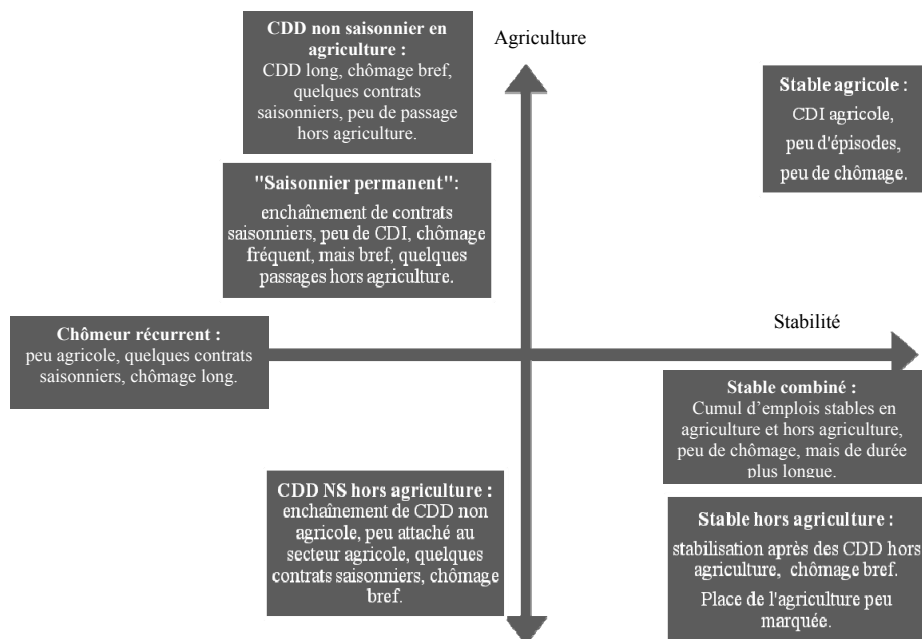 CDD non saisonnier en
agriculture :
CDD long, chômage bref,
quelques contrats
saisonniers, peu de passage
hors agriculture.
Agriculture
Stable agricole :
CDI agricole,
peu d'épisodes,
peu de chômage.
"Saisonnier permanent":
enchaînement de contrats
saisonniers, peu de CDI, chômage
fréquent, mais bref, quelques
passages hors agriculture.
Chômeur récurrent :
peu agricole, quelques contrats
saisonniers, chômage long.
Stabilité
Stable combiné :
Cumul d’emplois stables en
agriculture et hors agriculture,
peu de chômage, mais de durée
plus longue.
CDD NS hors agriculture :
enchaînement de CDD non
agricole, peu attaché au
secteur agricole, quelques
contrats saisonniers, chômage
bref.
Stable hors agriculture :
stabilisation après des CDD hors
agriculture, chômage bref.
Place de l'agriculture peu
marquée.